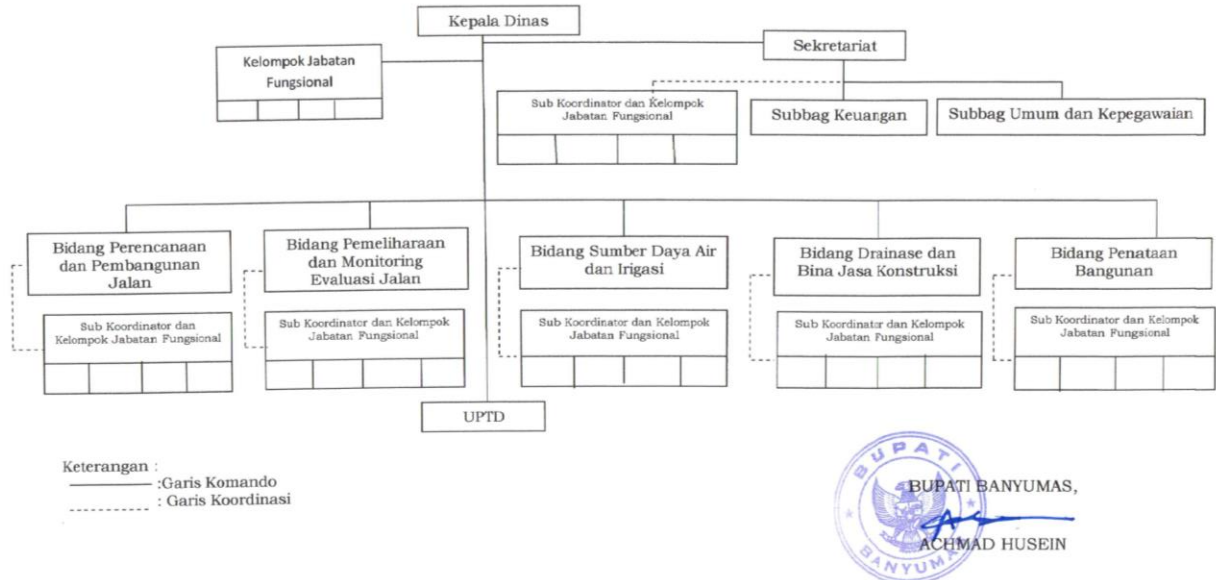 Kepala Dinas
Kelompok Jabatan
Fungsional
Sekretariat
Sub Koordinator dan Kelompok
Jabatan Fungsional
Subbag Keuangan
Subbag Umum dan Kepegawaian
Bidang Perencanaan
dan Pembangunan
Jalan
Bidang Pemeliharaan
dan Monitoring
Evaluasi Jalan
Bidang Sumber Daya Air
dan Irigasi
Bidang Drainase dan
Bina Jasa Konstruksi
Bidang Penataan
Bangunan
Sub Koordinator dan
Kelompok Jabatan Fungsional
Sub Koordinator dan Kelompok
Jabatan Fungsional
Sub Koordinator dan Kelompok
Jabatan Fungsional
Sub Koordinator dan Kelompok
Jabatan Fungsional
Sub Koordinator dan Kelompok
Jabatan Fungsional
UPTD
Keterangan :
:Garis Komando
: Garis Koordinasi
BUPATI
BUPATI BANYUMAS,
ACHMAD HUSEIN
BANYUMAS